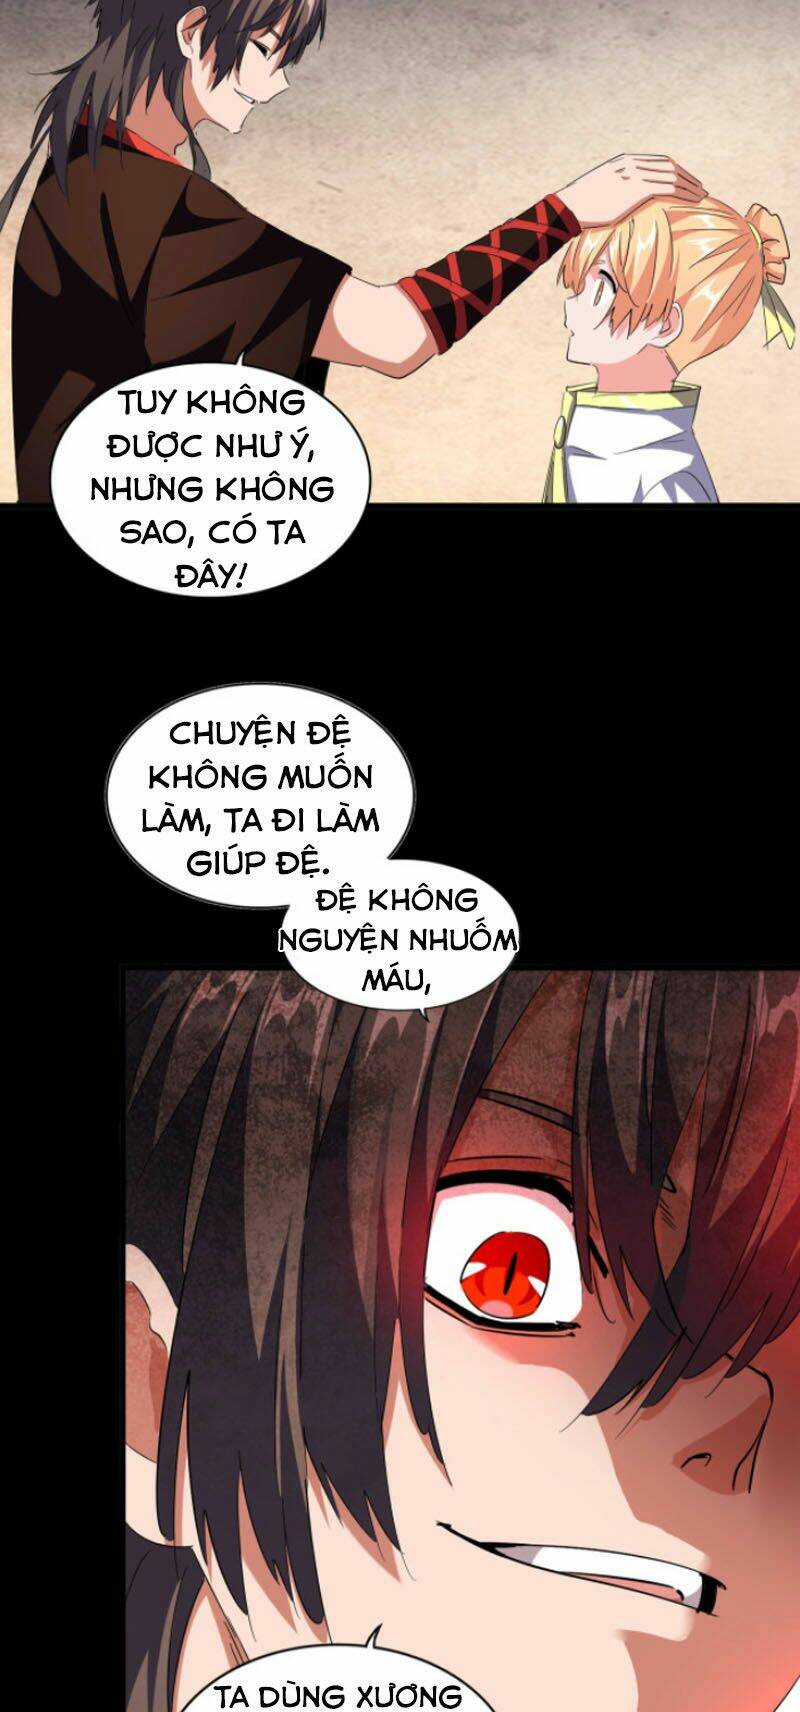 TUY KHÔNG
ĐƯỢC NHƯ Ý,
NHƯNG KHÔNG
SAO, CÓ TA
ĐÂY!
CHUYỆN ĐỆ
KHÔNG MUỐN
LÀM, TA ĐI LÀM
GIÚP ĐỆ.
ĐỆ KHÔNG
NGUYỆN NHUỐM
MÁU,
TA DÙNG XƯƠNG